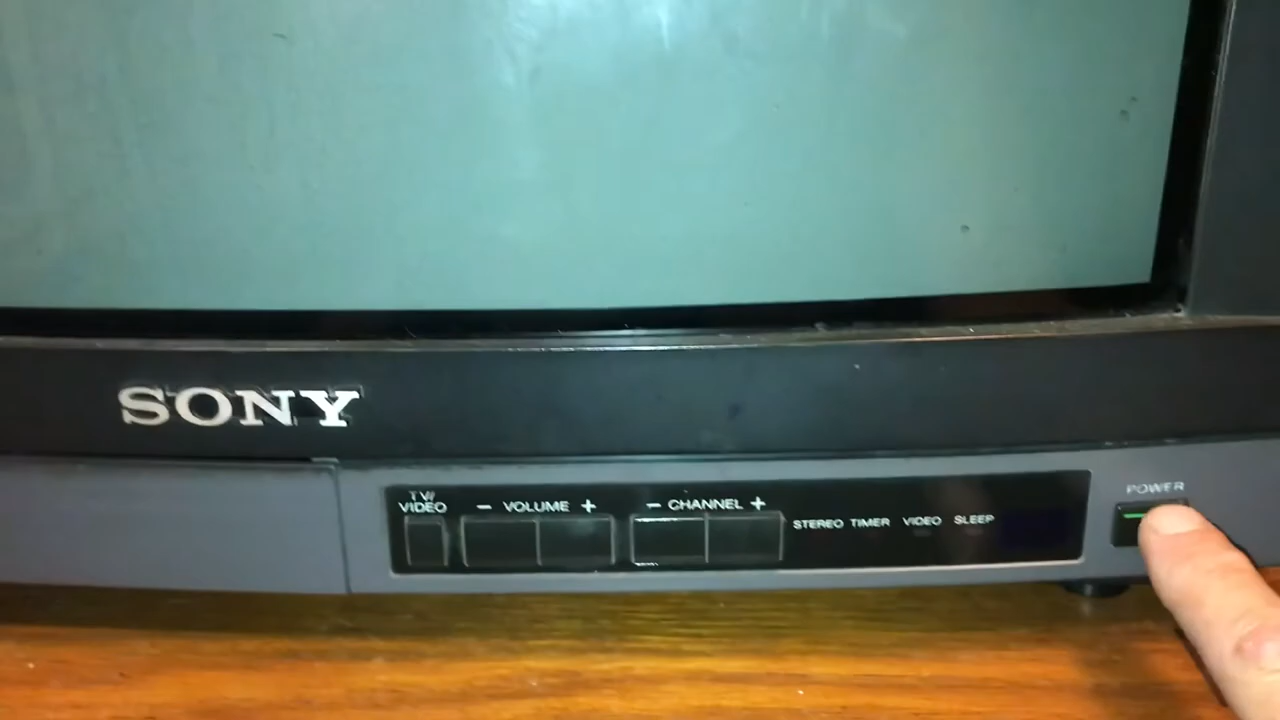 SONY
TV/
VIDEO
− VOLUME +
− CHANNEL +
STEREO TIMER VIDEO SLEEP
POWER